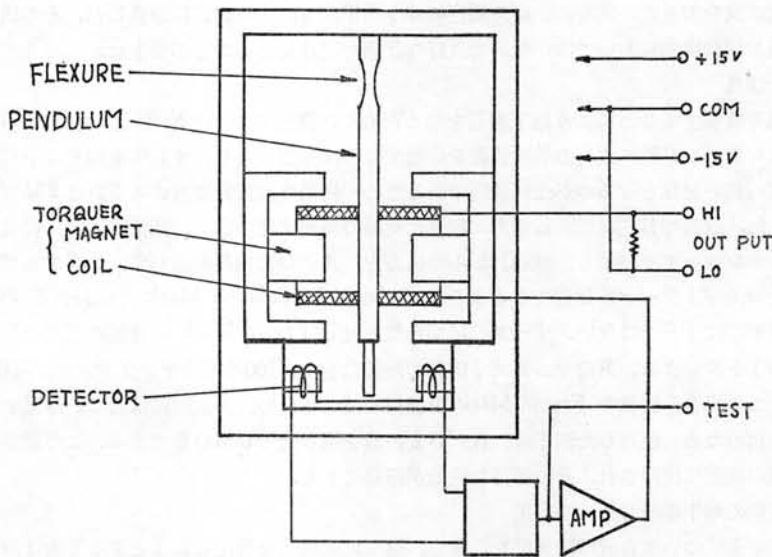 FLEXURE
PENDULUM
TORQUER
MAGNET
COIL
DETECTOR
+15V
COM
-15V
HI
OUT PUT
LO
TEST
AMP